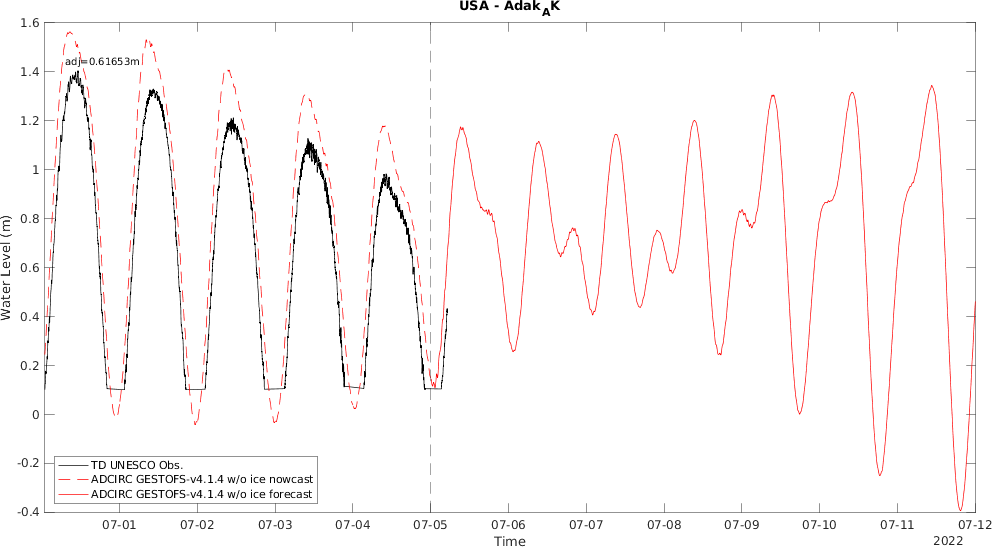 USA - Adak_AK
1.6
1.4
1.2
1
0.8
0.6
0.4
0.2
0
-0.2
-0.4
Water Level (m)
adj=0.61653m
TD UNESCO Obs.
ADCIRC GESTOFS-v4.1.4 w/o ice nowcast
ADCIRC GESTOFS-v4.1.4 w/o ice forecast
07-01 07-02 07-03 07-04 07-05 07-06 07-07 07-08 07-09 07-10 07-11 07-12
Time
2022